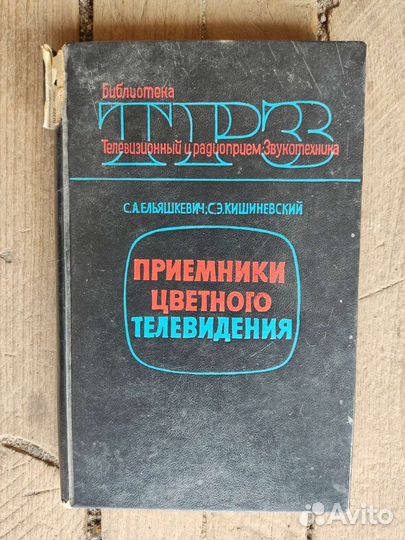 Библиотека
ТРЗ
Телевизионный и радиоприем. Звукотехника
С.А.ЕЛЬЯШКЕВИЧ, С.Э.КИШИНЕВСКИЙ
ПРИЕМНИКИ
ЦВЕТНОГО
ТЕЛЕВИДЕНИЯ
Avito